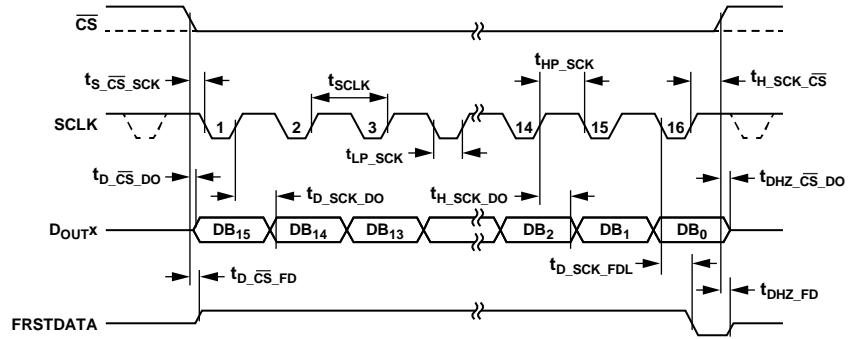 CS
tS_CS_SCK
tSCLK
tHP_SCK
tH_SCK_CS
SCLK
1
2
3
14
15
16
tLP_SCK
tD_CS_DO
tD_SCK_DO
tH_SCK_DO
tDHZ_CS_DO
DOUTx
DB15
DB14
DB13
DB2
DB1
DB0
tD_CS_FD
tD_SCK_FDL
tDHZ_FD
FRSTDATA